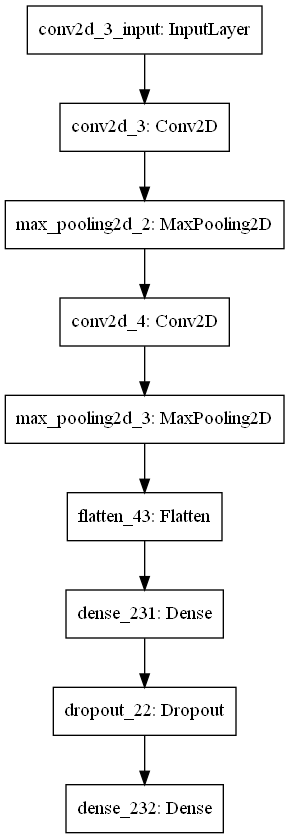 conv2d_3_input: InputLayer
conv2d_3: Conv2D
max_pooling2d_2: MaxPooling2D
conv2d_4: Conv2D
max_pooling2d_3: MaxPooling2D
flatten_43: Flatten
dense_231: Dense
dropout_22: Dropout
dense_232: Dense